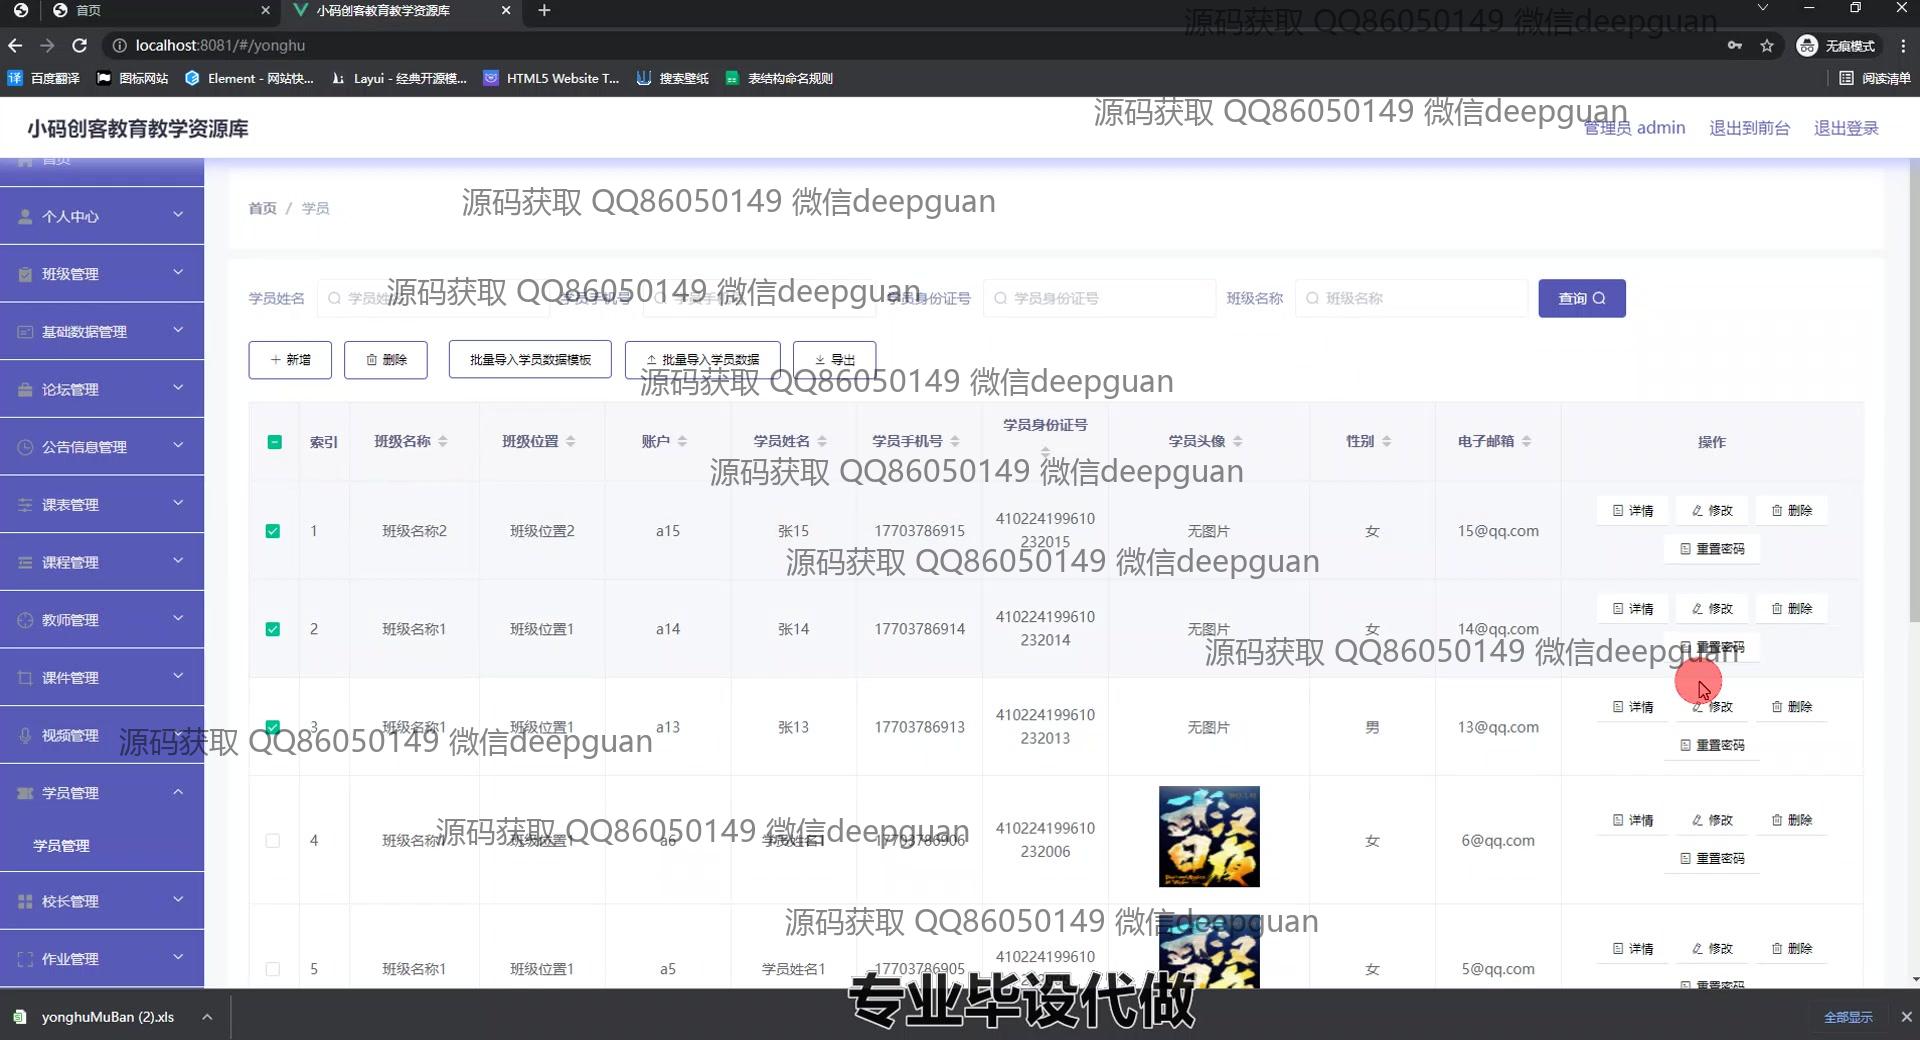 首页
小码创客教育教学资源库
源码获取 QQ86050149 微信deepguan
localhost:8081/#/yonghu
无痕模式
百度翻译
图标网站
Element - 网站快...
Layui - 经典开源模...
HTML5 Website T...
搜索壁纸
表结构命名规则
阅读清单
小码创客教育教学资源库
源码获取 QQ86050149 微信deepguan
管理员 admin
退出到前台
退出登录
首页
个人中心
班级管理
基础数据管理
论坛管理
公告信息管理
课表管理
课程管理
教师管理
课件管理
视频管理
学员管理
学员管理
校长管理
作业管理
首页 / 学员
源码获取 QQ86050149 微信deepguan
学员姓名
学员手机号
学员身份证号
学员身份证号
班级名称
班级名称
查询
源码获取 QQ86050149 微信deepguan
新增
删除
批量导入学员数据模板
批量导入学员数据
导出
源码获取 QQ86050149 微信deepguan
索引 班级名称 班级位置 账户 学员姓名 学员手机号 学员身份证号 学员头像 性别 电子邮箱 操作
源码获取 QQ86050149 微信deepguan
1 班级名称2 班级位置2 a15 张15 17703786915 410224199610 无图片 女 15@qq.com 详情 修改 删除
232015 重置密码
源码获取 QQ86050149 微信deepguan
2 班级名称1 班级位置1 a14 张14 17703786914 410224199610 无图片 女 14@qq.com 详情 修改 删除
232014 重置密码
源码获取 QQ86050149 微信deepguan
3 班级名称1 班级位置1 a13 张13 17703786913 410224199610 无图片 男 13@qq.com 详情 修改 删除
232013 重置密码
源码获取 QQ86050149 微信deepguan
4 班级名称1 班级位置1 a6 学员姓名1 17703786906 410224199610 女 6@qq.com 详情 修改 删除
232006 重置密码
武汉
日夜
源码获取 QQ86050149 微信deepguan
源码获取 QQ86050149 微信deepguan
5 班级名称1 班级位置1 a5 学员姓名1 17703786905 410224199610 女 5@qq.com 详情 修改 删除
重置密码
专业毕设代做
yonghuMuBan (2).xls
全部显示